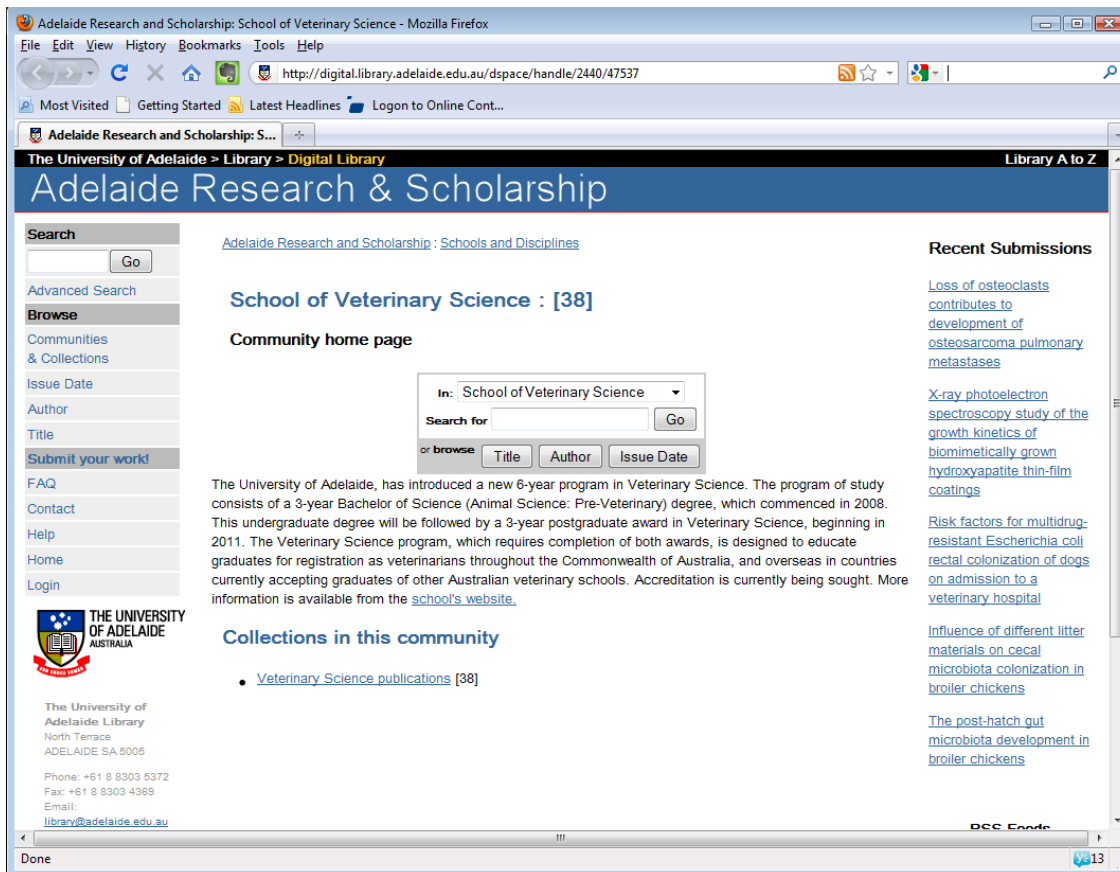 Adelaide Research and Scholarship: School of Veterinary Science - Mozilla Firefox
File Edit View History Bookmarks Tools Help
http://digital.library.adelaide.edu.au/dspace/handle/2440/47537
Most Visited Getting Started Latest Headlines Logon to Online Cont...
Adelaide Research and Scholarship: S...
The University of Adelaide > Library > Digital Library
Library A to Z
Adelaide Research & Scholarship
Search
Go
Advanced Search
Browse
Communities
& Collections
Issue Date
Author
Title
Submit your work!
FAQ
Contact
Help
Home
Login
THE UNIVERSITY
OF ADELAIDE
AUSTRALIA
The University of
Adelaide Library
North Terrace
ADELAIDE SA 5005
Phone: +61 8 8303 5372
Fax: +61 8 8303 4369
Email:
library@adelaide.edu.au
Adelaide Research and Scholarship : Schools and Disciplines
School of Veterinary Science : [38]
Community home page
In: School of Veterinary Science
Search for Go
or browse Title Author Issue Date
The University of Adelaide, has introduced a new 6-year program in Veterinary Science. The program of study
consists of a 3-year Bachelor of Science (Animal Science: Pre-Veterinary) degree, which commenced in 2008.
This undergraduate degree will be followed by a 3-year postgraduate award in Veterinary Science, beginning in
2011. The Veterinary Science program, which requires completion of both awards, is designed to educate
graduates for registration as veterinarians throughout the Commonwealth of Australia, and overseas in countries
currently accepting graduates of other Australian veterinary schools. Accreditation is currently being sought. More
information is available from the school's website.
Collections in this community
Veterinary Science publications [38]
Recent Submissions
Loss of osteoclasts
contributes to
development of
osteosarcoma pulmonary
metastases
X-ray photoelectron
spectroscopy study of the
growth kinetics of
biomimetically grown
hydroxyapatite thin-film
coatings
Risk factors for multidrug-
resistant Escherichia coli
rectal colonization of dogs
on admission to a
veterinary hospital
Influence of different litter
materials on cecal
microbiota colonization in
broiler chickens
The post-hatch gut
microbiota development in
broiler chickens
RSS Feeds
Done
13